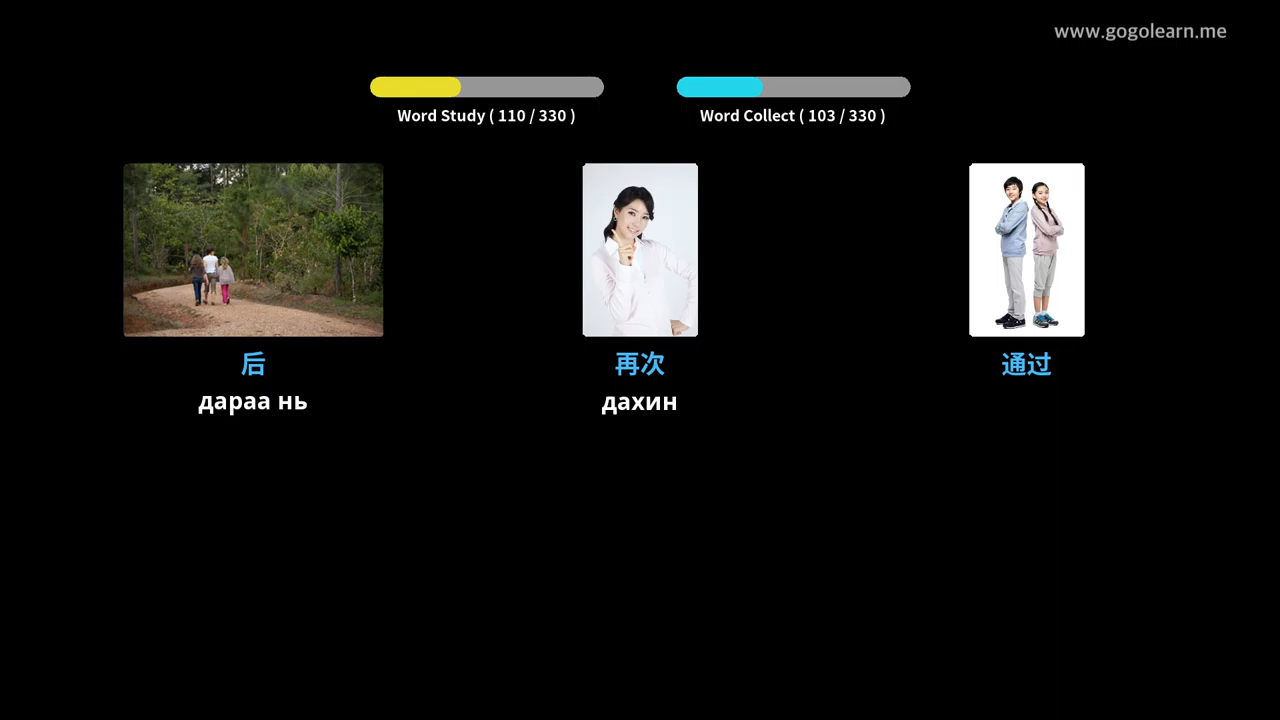 www.gogolearn.me
Word Study ( 110 / 330 )
Word Collect ( 103 / 330 )
后
再次
通过
дараа нь
дахин